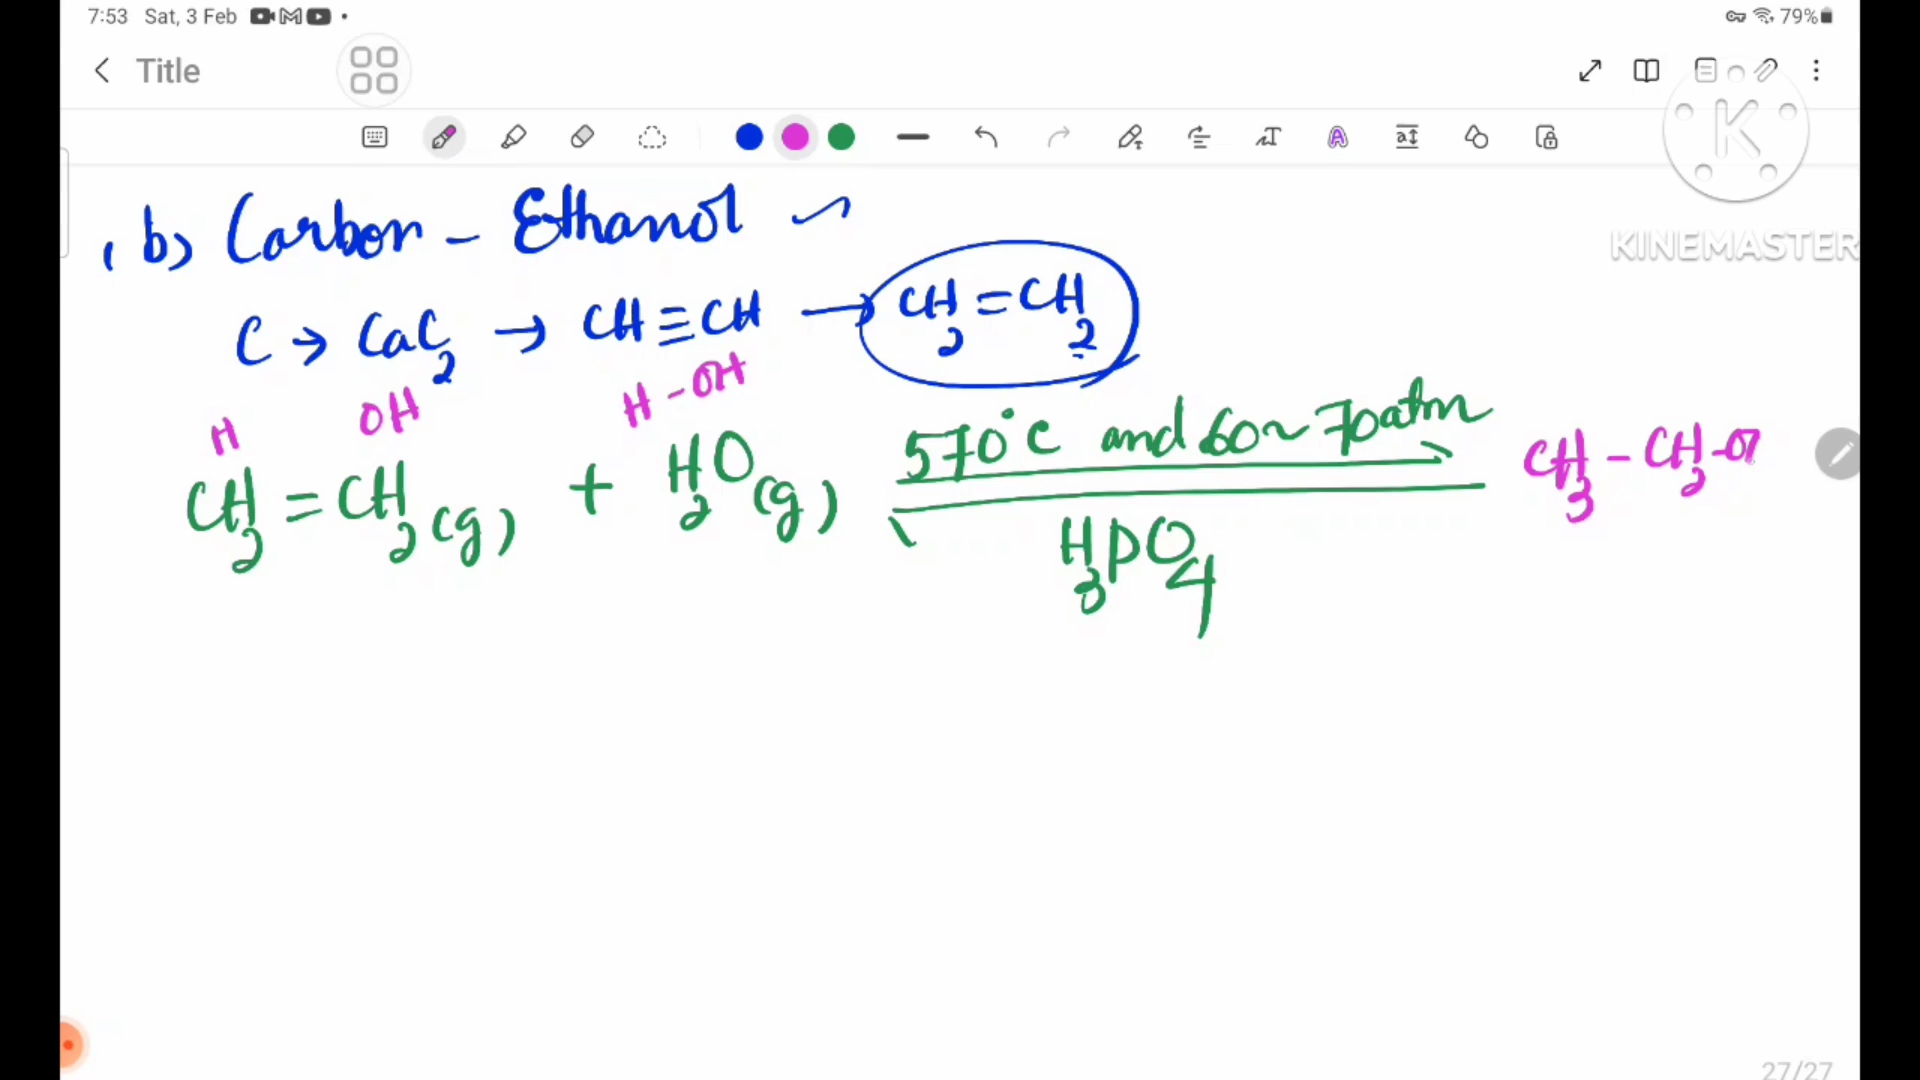 7:53 Sat, 3 Feb 79%
Title
KINEMASTER
(b) Carbon - Ethanol
C → CaC₂ → CH≡CH → CH₂=CH₂
H OH H-OH
CH₂=CH₂(g) + H₂O(g) 570°C and 60~70atm CH₃-CH₂-O
H₃PO₄
27/27